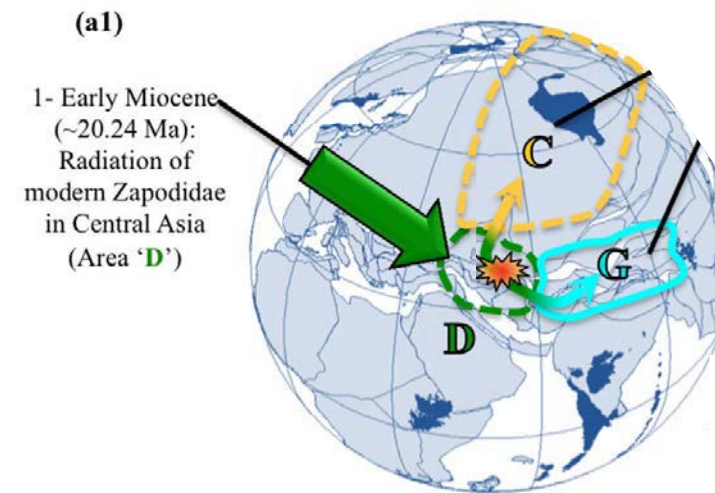 (a1)
1- Early Miocene
(~20.24 Ma):
Radiation of
modern Zapodidae
in Central Asia
(Area ‘D’)
C
G
D